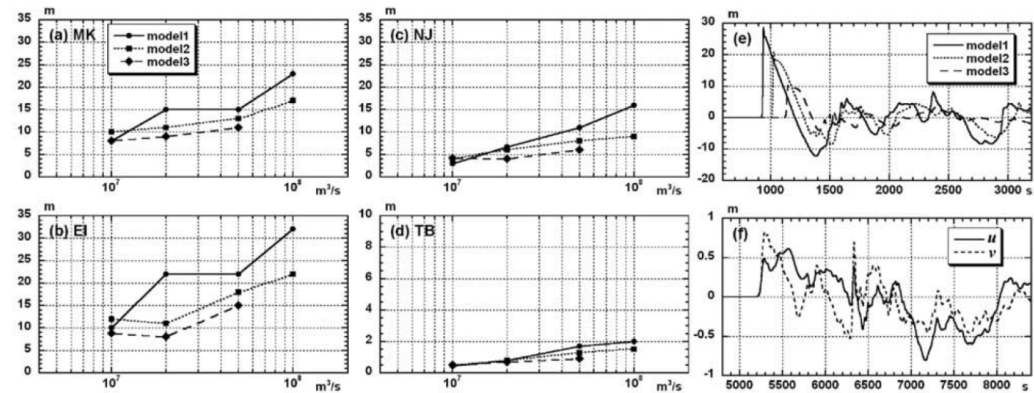 m
35
(a) MK
model1
30
model2
25
model3
20
15
10
5
0
10⁷
10⁸
m³/s
m
35
(b) EI
30
25
20
15
10
5
0
10⁷
10⁸
m³/s
m
35
(c) NJ
30
25
20
15
10
5
0
10⁷
10⁸
m³/s
m
10
(d) TB
8
6
4
2
0
10⁷
10⁸
m³/s
m
30
(e)
model1
model2
20
model3
10
0
-10
-20
1000 1500 2000 2500 3000 s
m
1
(f)
u
v
0.5
0
-0.5
-1
5000 5500 6000 6500 7000 7500 8000 s